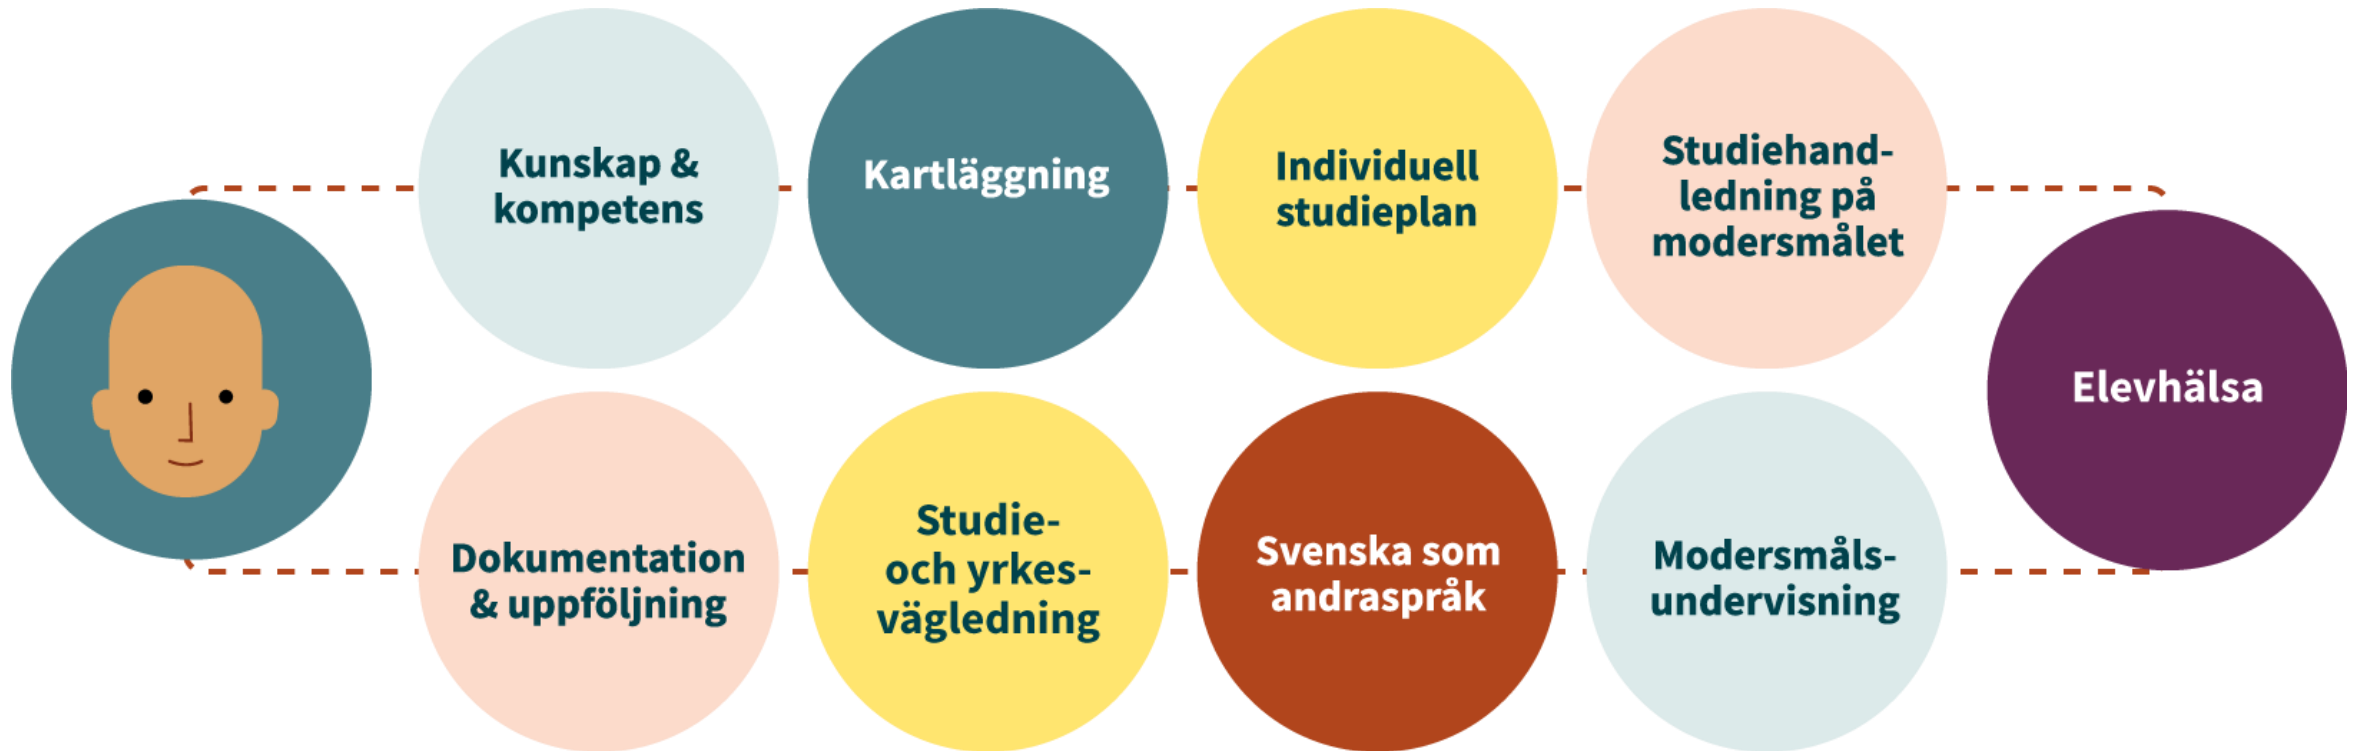 Kunskap &
kompetens
Kartläggning
Individuell
studieplan
Studiehand-
ledning på
modersmålet
Elevhälsa
Dokumentation
& uppföljning
Studie-
och yrkes-
vägledning
Svenska som
andraspråk
Modersmåls-
undervisning